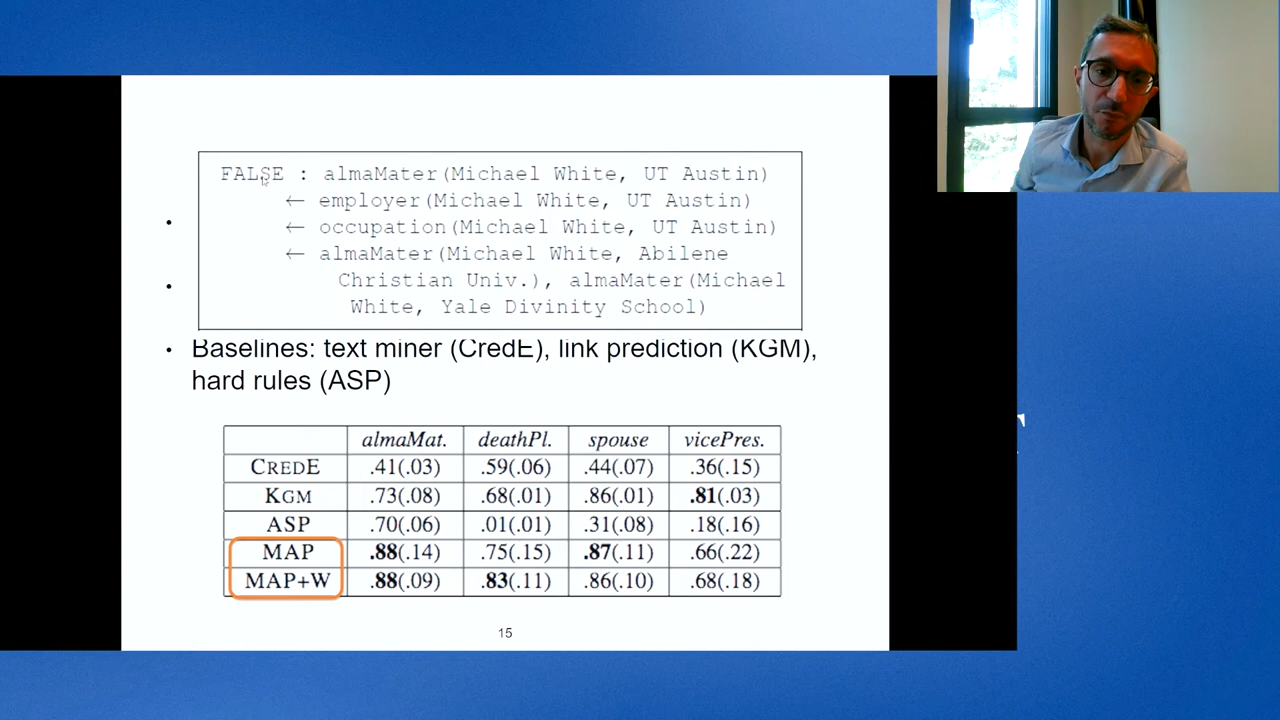 FALSE : almaMater(Michael White, UT Austin)
← employer(Michael White, UT Austin)
← occupation(Michael White, UT Austin)
← almaMater(Michael White, Abilene
Christian Univ.), almaMater(Michael
White, Yale Divinity School)
• Baselines: text miner (CredE), link prediction (KGM),
hard rules (ASP)
almaMat. deathPl. spouse vicePres.
CREDE .41(.03) .59(.06) .44(.07) .36(.15)
KGM .73(.08) .68(.01) .86(.01) .81(.03)
ASP .70(.06) .01(.01) .31(.08) .18(.16)
MAP .88(.14) .75(.15) .87(.11) .66(.22)
MAP+W .88(.09) .83(.11) .86(.10) .68(.18)
15